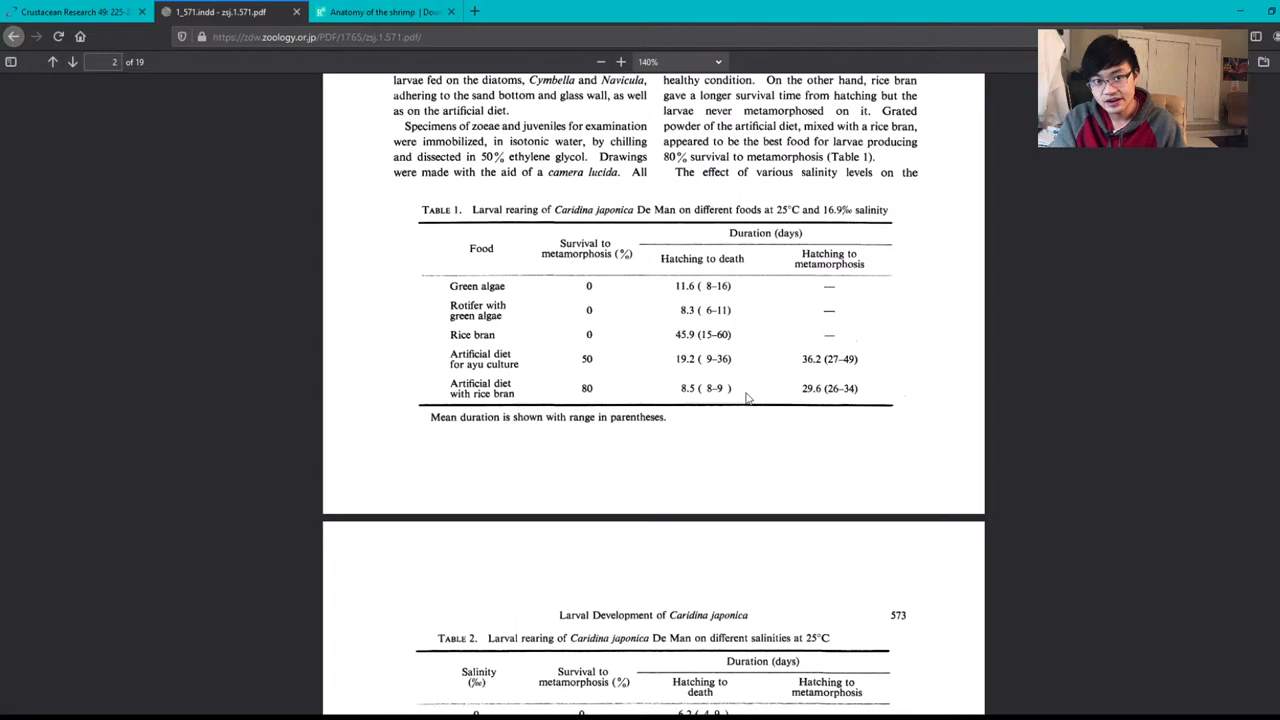 Crustacean Research 49: 225-2
1_571.indd - zsj.1.571.pdf
Anatomy of the shrimp | Dow
https://zdw.zoology.or.jp/PDF/1765/zsj.1.571.pdf/
2 of 19
140%
larvae fed on the diatoms, Cymbella and Navicula,
adhering to the sand bottom and glass wall, as well
as on the artificial diet.
Specimens of zoeae and juveniles for examination
were immobilized, in isotonic water, by chilling
and dissected in 50% ethylene glycol. Drawings
were made with the aid of a camera lucida. All
healthy condition. On the other hand, rice bran
gave a longer survival time from hatching but the
larvae never metamorphosed on it. Grated
powder of the artificial diet, mixed with a rice bran,
appeared to be the best food for larvae producing
80% survival to metamorphosis (Table 1).
The effect of various salinity levels on the
TABLE 1. Larval rearing of Caridina japonica De Man on different foods at 25°C and 16.9‰ salinity
Food
Survival to
metamorphosis (%)
Duration (days)
Hatching to death
Hatching to
metamorphosis
Green algae 0 11.6 ( 8–16) —
Rotifer with
green algae 0 8.3 ( 6–11) —
Rice bran 0 45.9 (15–60) —
Artificial diet
for ayu culture 50 19.2 ( 9–36) 36.2 (27–49)
Artificial diet
with rice bran 80 8.5 ( 8–9 ) 29.6 (26–34)
Mean duration is shown with range in parentheses.
Larval Development of Caridina japonica 573
TABLE 2. Larval rearing of Caridina japonica De Man on different salinities at 25°C
Salinity
(‰)
Survival to
metamorphosis (%)
Duration (days)
Hatching to
death
Hatching to
metamorphosis